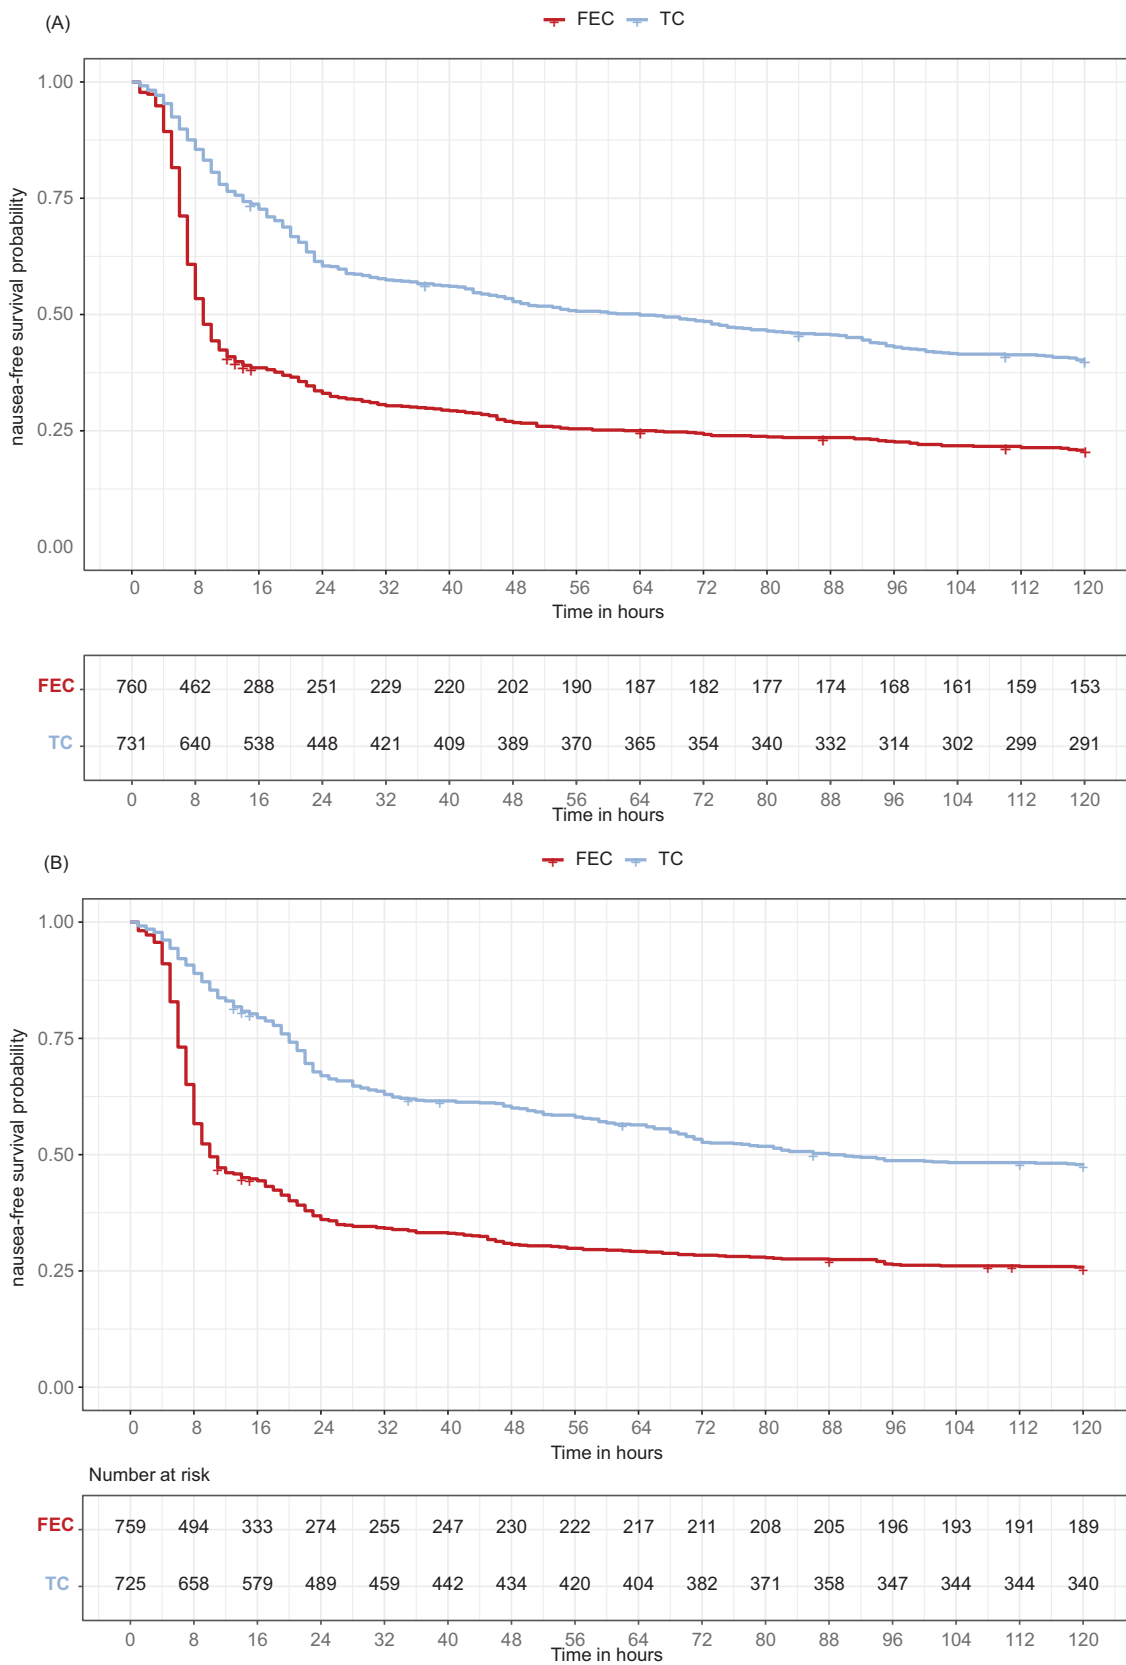 (A)
FEC TC
nausea-free survival probability
1.00
0.75
0.50
0.25
0.00
0 8 16 24 32 40 48 56 64 72 80 88 96 104 112 120
Time in hours
FEC 760 462 288 251 229 220 202 190 187 182 177 174 168 161 159 153
TC 731 640 538 448 421 409 389 370 365 354 340 332 314 302 299 291
0 8 16 24 32 40 48 56 64 72 80 88 96 104 112 120
Time in hours
(B)
FEC TC
nausea-free survival probability
1.00
0.75
0.50
0.25
0.00
0 8 16 24 32 40 48 56 64 72 80 88 96 104 112 120
Time in hours
Number at risk
FEC 759 494 333 274 255 247 230 222 217 211 208 205 196 193 191 189
TC 725 658 579 489 459 442 434 420 404 382 371 358 347 344 344 340
0 8 16 24 32 40 48 56 64 72 80 88 96 104 112 120
Time in hours